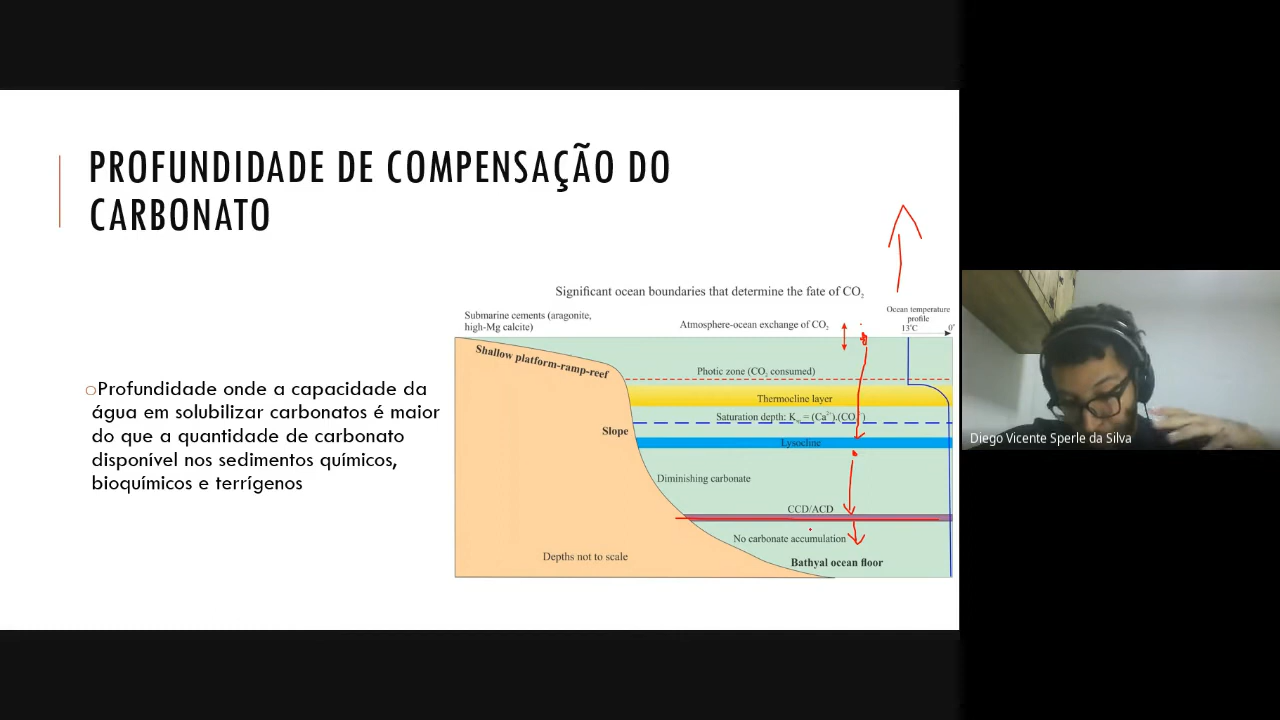 PROFUNDIDADE DE COMPENSAÇÃO DO
CARBONATO
Significant ocean boundaries that determine the fate of CO₂
Submarine cements (aragonite,
high-Mg calcite)
Atmosphere-ocean exchange of CO₂
Ocean temperature
profile
13°C 0°
Shallow platform-ramp-reef
Photic zone (CO₂ consumed)
Thermocline layer
Saturation depth: K = (Ca²⁺).(CO
Slope
Lysocline
Diminishing carbonate
CCD/ACD
No carbonate accumulation
Depths not to scale
Bathyal ocean floor
oProfundidade onde a capacidade da
água em solubilizar carbonatos é maior
do que a quantidade de carbonato
disponível nos sedimentos químicos,
bioquímicos e terrígenos
Diego Vicente Sperle da Silva